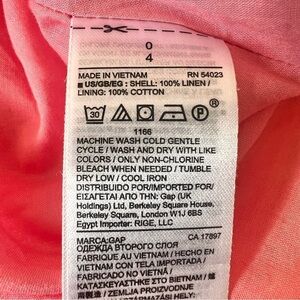 0
4
MADE IN VIETNAM RN 54023
■ US/GB/EG : SHELL: 100% LINEN /
LINING: 100% COTTON
30 P
1166
MACHINE WASH COLD GENTLE
CYCLE / WASH AND DRY WITH LIKE
COLORS / ONLY NON-CHLORINE
BLEACH WHEN NEEDED / TUMBLE
DRY LOW / COOL IRON
DISTRIBUIDO POR/IMPORTED FOR/
ΕΙΣΑΓΕΤΑΙ ΑΠΟ ΤΗΝ: Gap (UK
Holdings) Ltd, Berkeley Square House,
Berkeley Square, London W1J 6BS
Egypt Importer: RIGE, LLC
CA 17897
MARCA:GAP
ОДЕЖДА ВТОРОГО СЛОЯ
FABRIQUE AU VIETNAM / HECHO EN
VIETNAM CON TELA IMPORTADA /
FABRICADO NO VIETNÃ /
ΚΑΤΑΣΚΕΥΑΖΕΤΑΙ ΣΤΟ ΒΙΕΤΝΑΜ /
ZEMLJA PROIZVODNJE